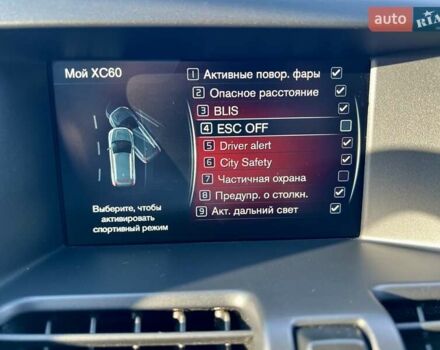 auto RIA
Мой XC60
1 Активные повор. фары
2 Опасное расстояние
3 BLIS
4 ESC OFF
5 Driver alert
6 City Safety
7 Частичная охрана
8 Предупр. о столкн.
9 Акт. дальний свет
Выберите, чтобы
активировать
спортивный режим